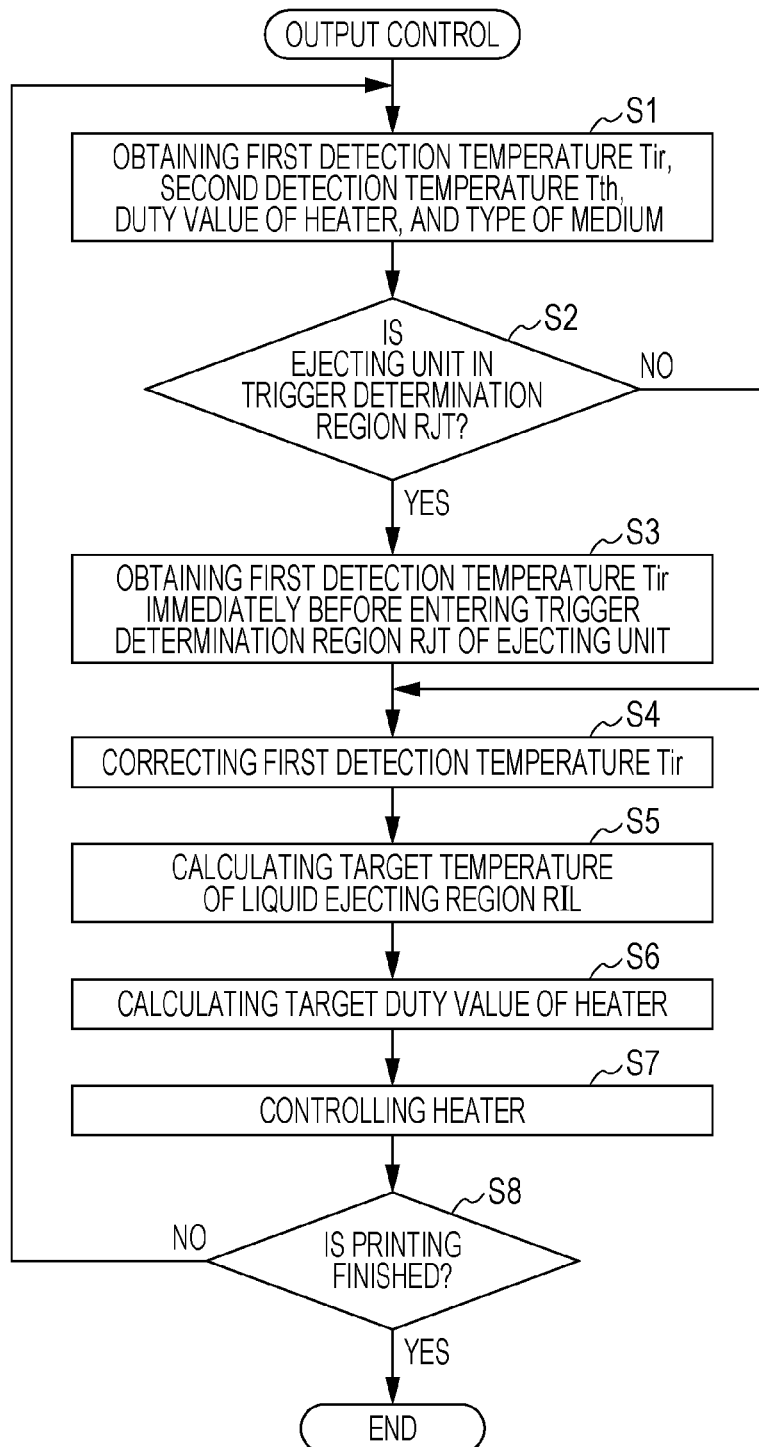 OUTPUT CONTROL
S1
OBTAINING FIRST DETECTION TEMPERATURE Tir,
SECOND DETECTION TEMPERATURE Tth,
DUTY VALUE OF HEATER, AND TYPE OF MEDIUM
S2
IS
EJECTING UNIT IN
TRIGGER DETERMINATION
REGION RJT?
NO
YES
S3
OBTAINING FIRST DETECTION TEMPERATURE Tir
IMMEDIATELY BEFORE ENTERING TRIGGER
DETERMINATION REGION RJT OF EJECTING UNIT
S4
CORRECTING FIRST DETECTION TEMPERATURE Tir
S5
CALCULATING TARGET TEMPERATURE
OF LIQUID EJECTING REGION RIL
S6
CALCULATING TARGET DUTY VALUE OF HEATER
S7
CONTROLLING HEATER
S8
NO
IS PRINTING
FINISHED?
YES
END